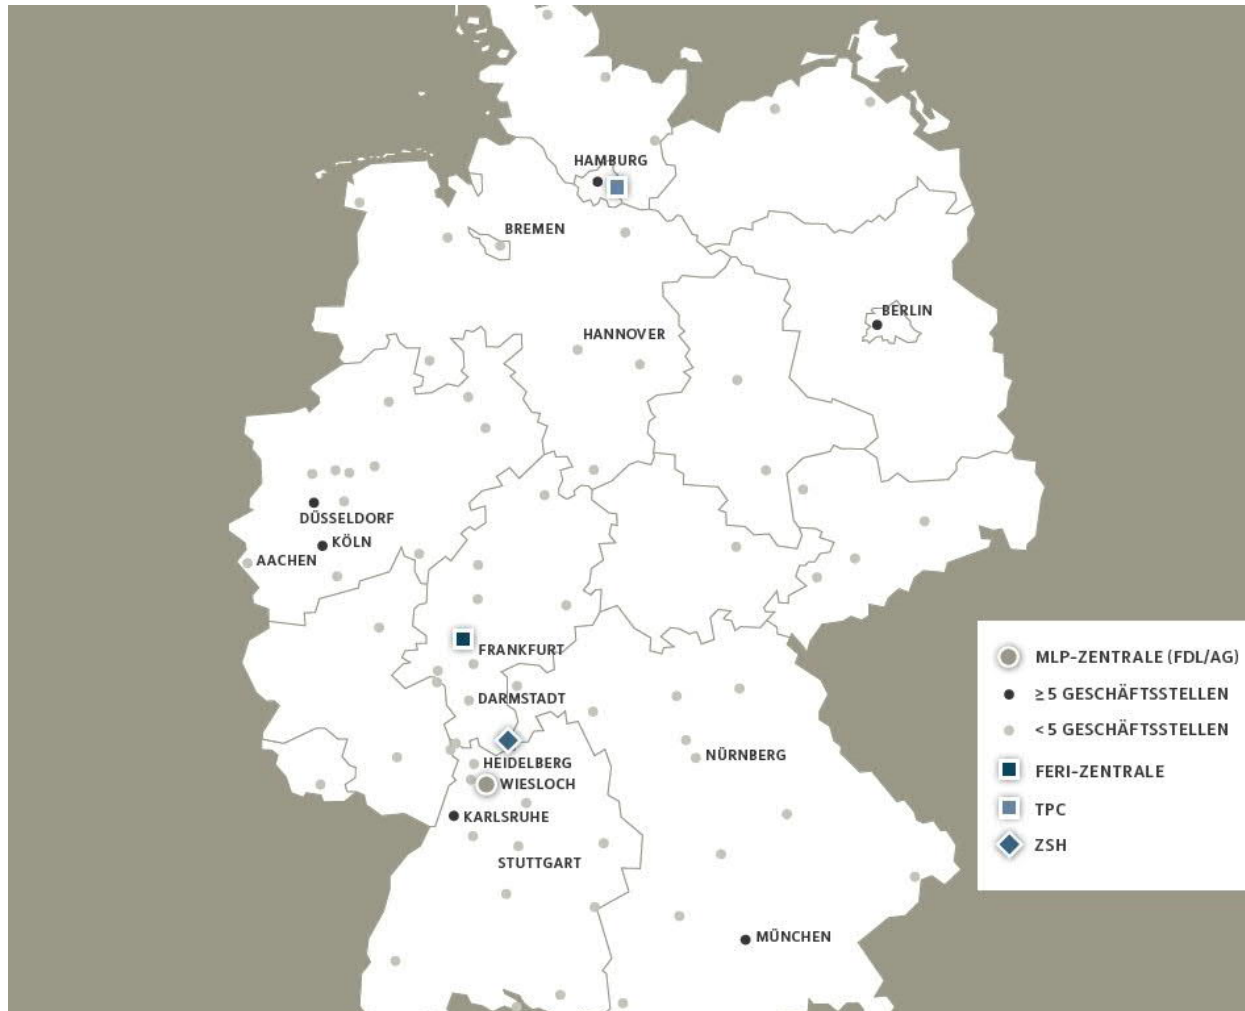 HAMBURG
BREMEN
BERLIN
HANNOVER
DÜSSELDORF
KÖLN
AACHEN
FRANKFURT
DARMSTADT
NÜRNBERG
HEIDELBERG
WIESLOCH
KARLSRUHE
STUTTGART
MÜNCHEN
MLP-ZENTRALE (FDL/AG)
≥ 5 GESCHÄFTSSTELLEN
< 5 GESCHÄFTSSTELLEN
FERI-ZENTRALE
TPC
ZSH